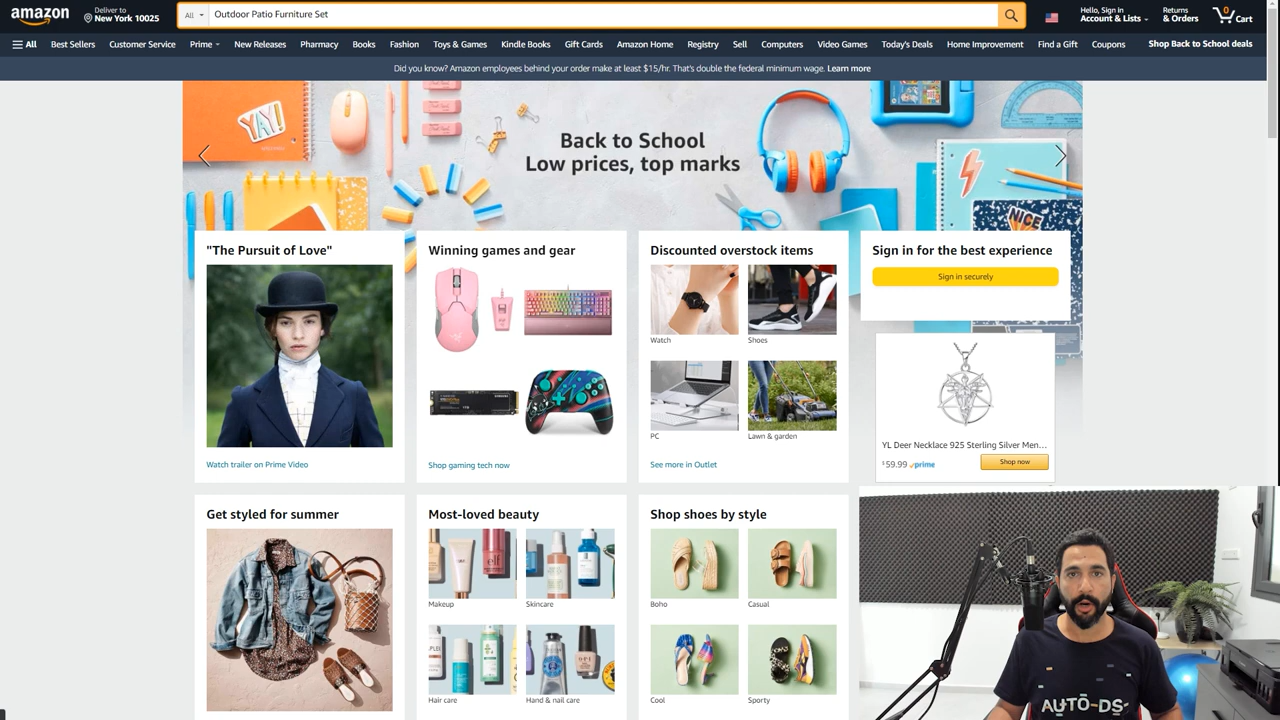 amazon
Deliver to
New York 10025
All
Outdoor Patio Furniture Set
Hello, Sign in
Account & Lists
Returns
& Orders
0
Cart
All
Best Sellers
Customer Service
Prime
New Releases
Pharmacy
Books
Fashion
Toys & Games
Kindle Books
Gift Cards
Amazon Home
Registry
Sell
Computers
Video Games
Today's Deals
Home Improvement
Find a Gift
Coupons
Shop Back to School deals
Did you know? Amazon employees behind your order make at least $15/hr. That's double the federal minimum wage. Learn more
YAY!
Back to School
Low prices, top marks
NICE
"The Pursuit of Love"
Watch trailer on Prime Video
Winning games and gear
SAMSUNG
Shop gaming tech now
Discounted overstock items
Watch
Shoes
PC
Lawn & garden
See more in Outlet
Sign in for the best experience
Sign in securely
YL Deer Necklace 925 Sterling Silver Men...
$59.99 prime
Shop now
Get styled for summer
Most-loved beauty
e.l.f
Makeup
Skincare
Hair care
OPI
Hand & nail care
Shop shoes by style
Boho
Casual
Cool
Sporty
AUTO-DS